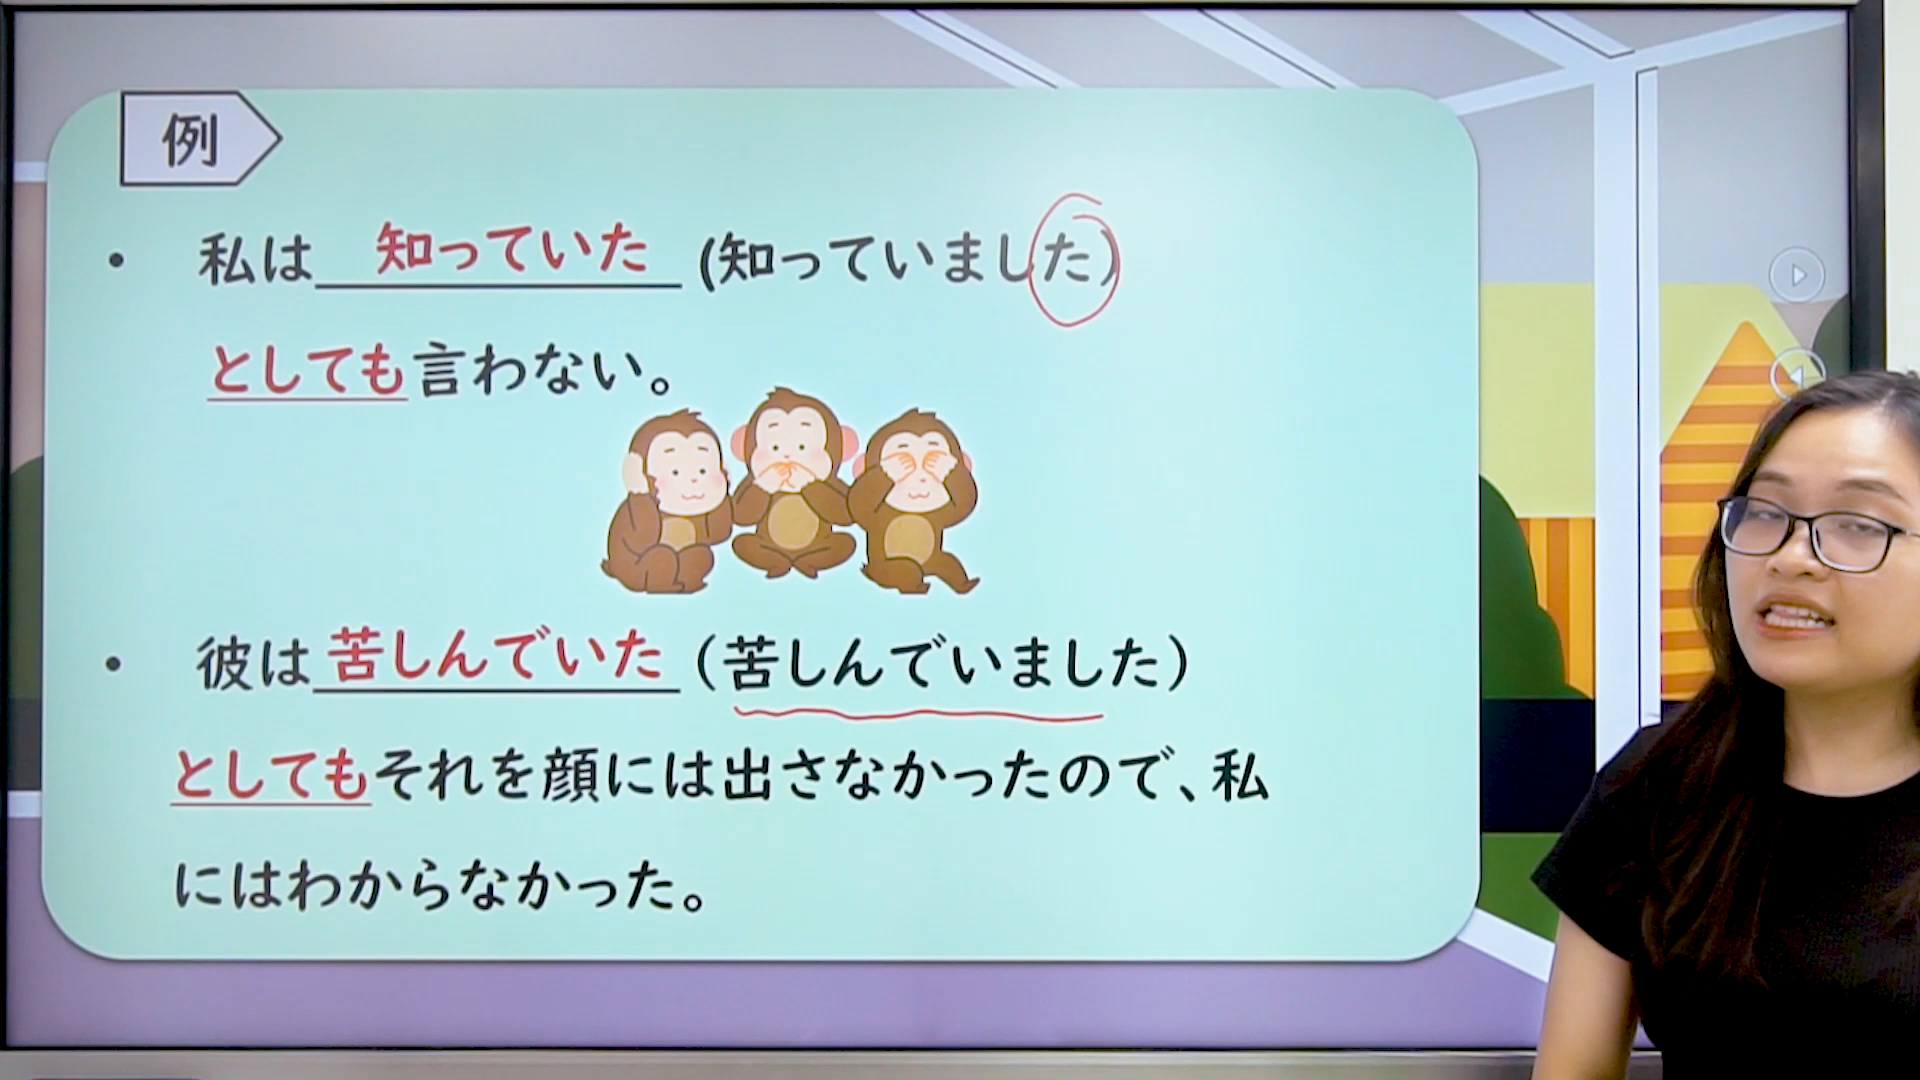 例
• 私は 知っていた (知っていました)
としても言わない。
• 彼は 苦しんでいた (苦しんでいました)
としてもそれを顔には出さなかったので、私
にはわからなかった。